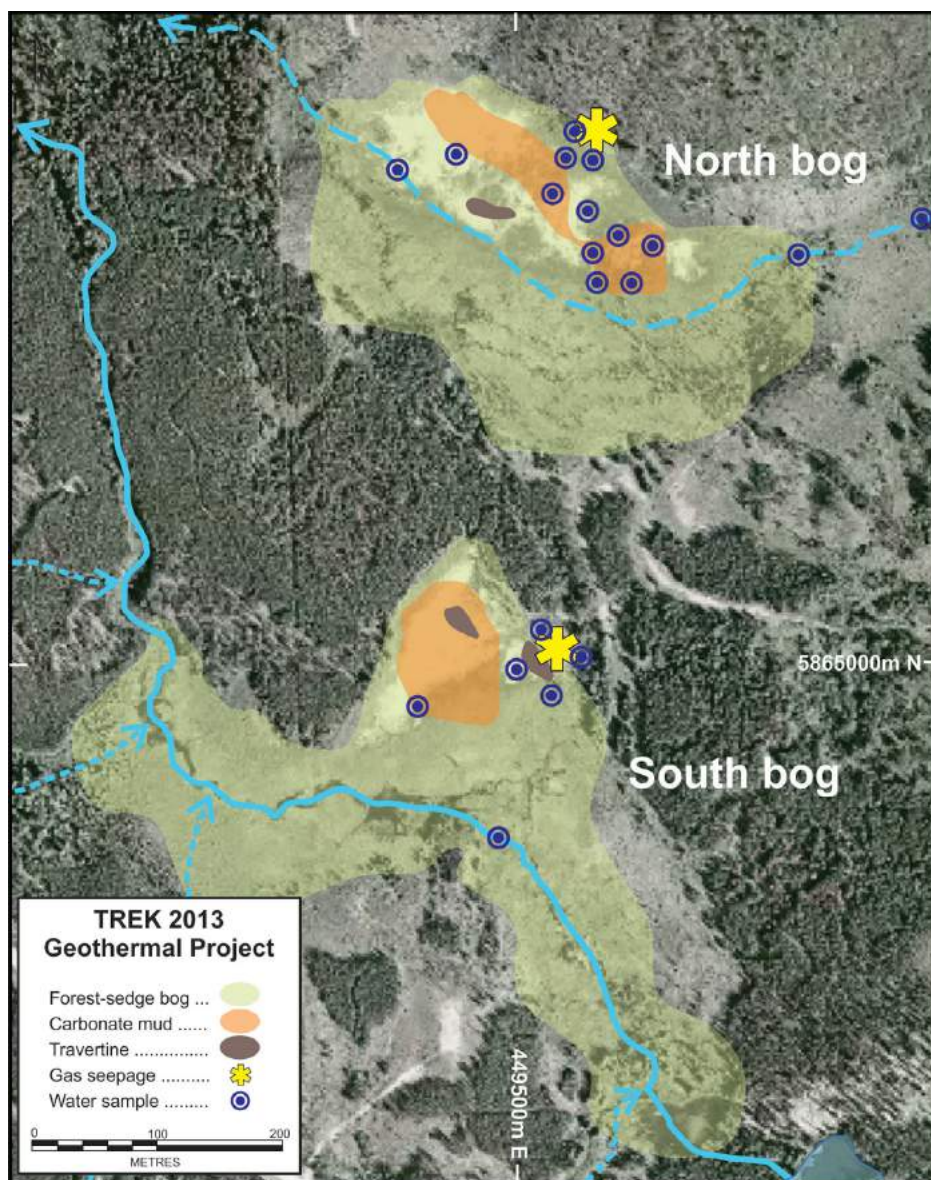 North bog
5865000m N
South bog
449500m E
TREK 2013
Geothermal Project
Forest-sedge bog ...
Carbonate mud ......
Travertine ...............
Gas seepage ..........
Water sample .........
0 100 200
METRES